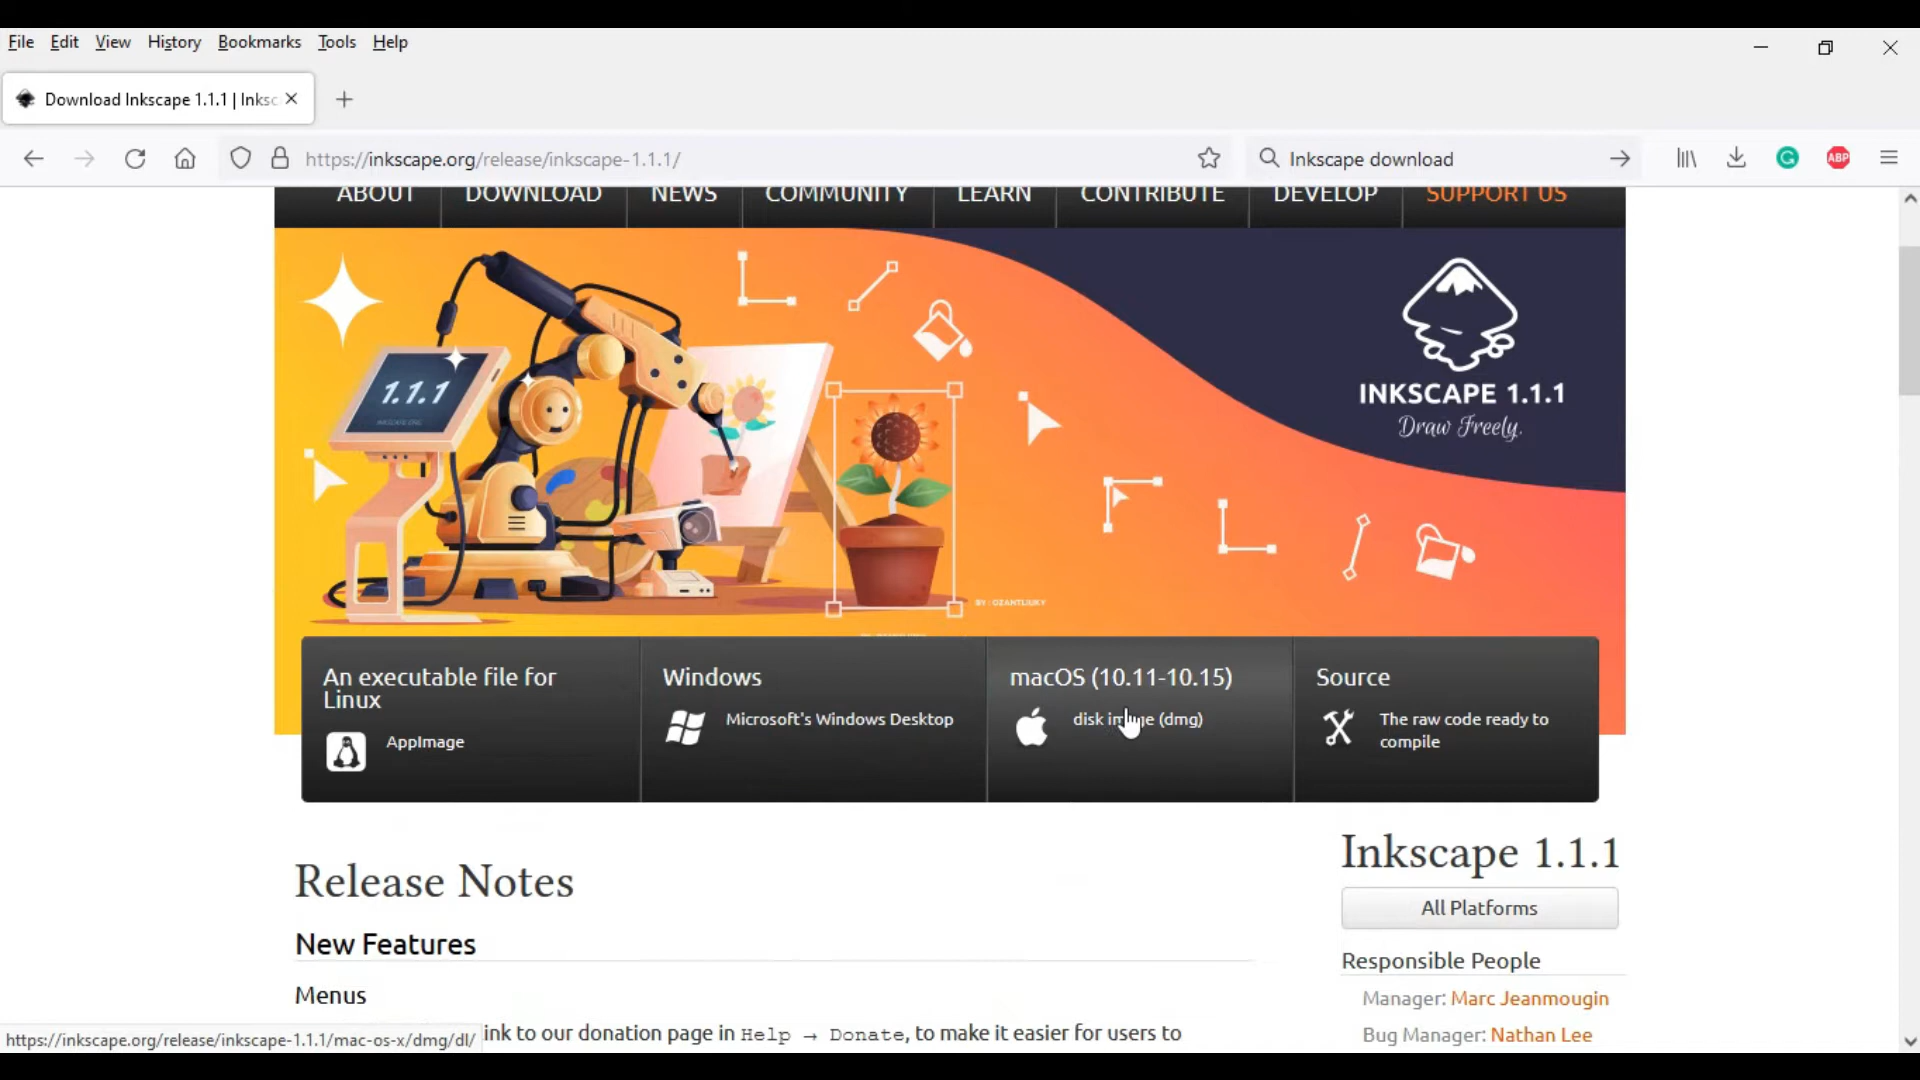 File Edit View History Bookmarks Tools Help
Download Inkscape 1.1.1 | Inksc
https://inkscape.org/release/inkscape-1.1.1/
Inkscape download
ABP
ABOUT DOWNLOAD NEWS COMMUNITY LEARN CONTRIBUTE DEVELOP SUPPORT US
1.1.1
INKSCAPE 1.1.1
Draw Freely.
BY : OZANTLIUKY
An executable file for
Linux
AppImage
Windows
Microsoft's Windows Desktop
macOS (10.11-10.15)
disk image (dmg)
Source
The raw code ready to
compile
Release Notes
New Features
Menus
ink to our donation page in Help → Donate, to make it easier for users to
Inkscape 1.1.1
All Platforms
Responsible People
Manager: Marc Jeanmougin
Bug Manager: Nathan Lee
https://inkscape.org/release/inkscape-1.1.1/mac-os-x/dmg/dl/